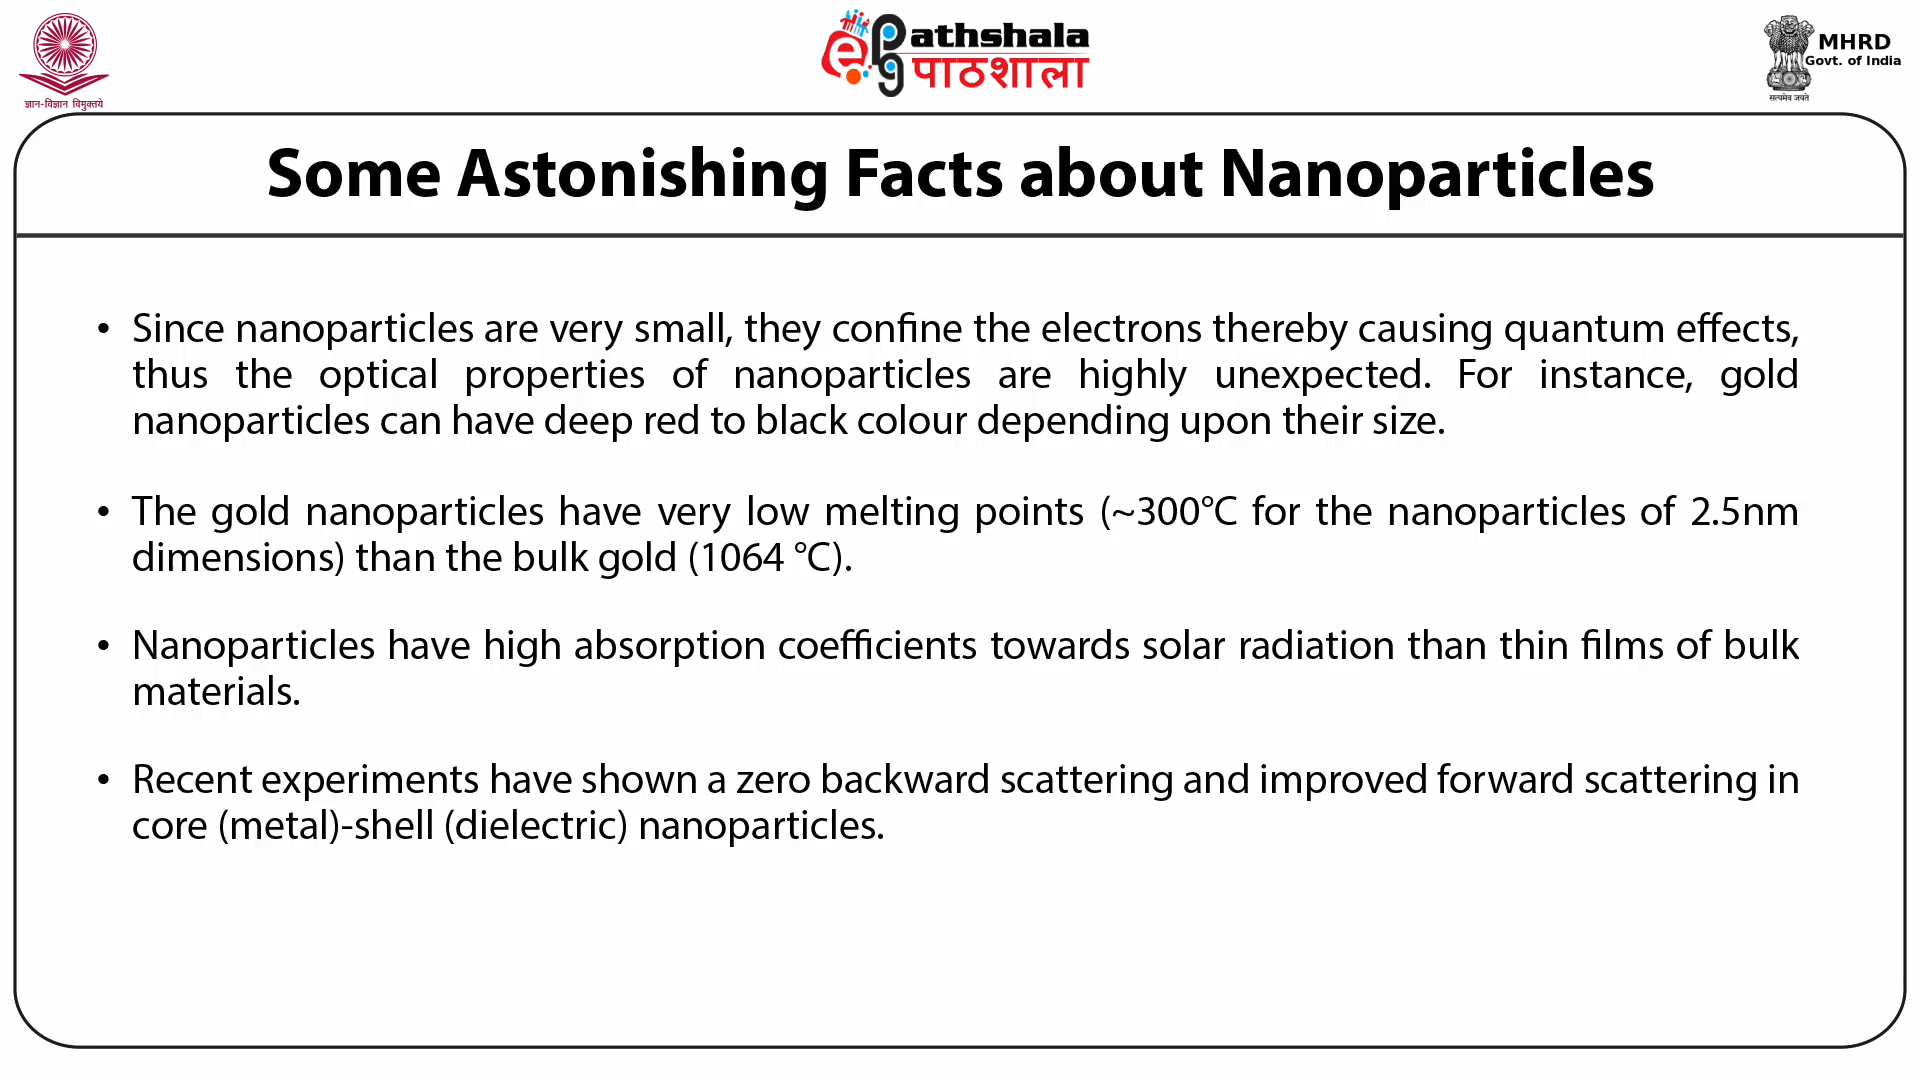 ज्ञान-विज्ञान विमुक्तये
ePathshala
पाठशाला
MHRD
Govt. of India
सत्यमेव जयते
Some Astonishing Facts about Nanoparticles
• Since nanoparticles are very small, they confine the electrons thereby causing quantum effects,
thus the optical properties of nanoparticles are highly unexpected. For instance, gold
nanoparticles can have deep red to black colour depending upon their size.
• The gold nanoparticles have very low melting points (~300°C for the nanoparticles of 2.5nm
dimensions) than the bulk gold (1064 °C).
• Nanoparticles have high absorption coefficients towards solar radiation than thin films of bulk
materials.
• Recent experiments have shown a zero backward scattering and improved forward scattering in
core (metal)-shell (dielectric) nanoparticles.